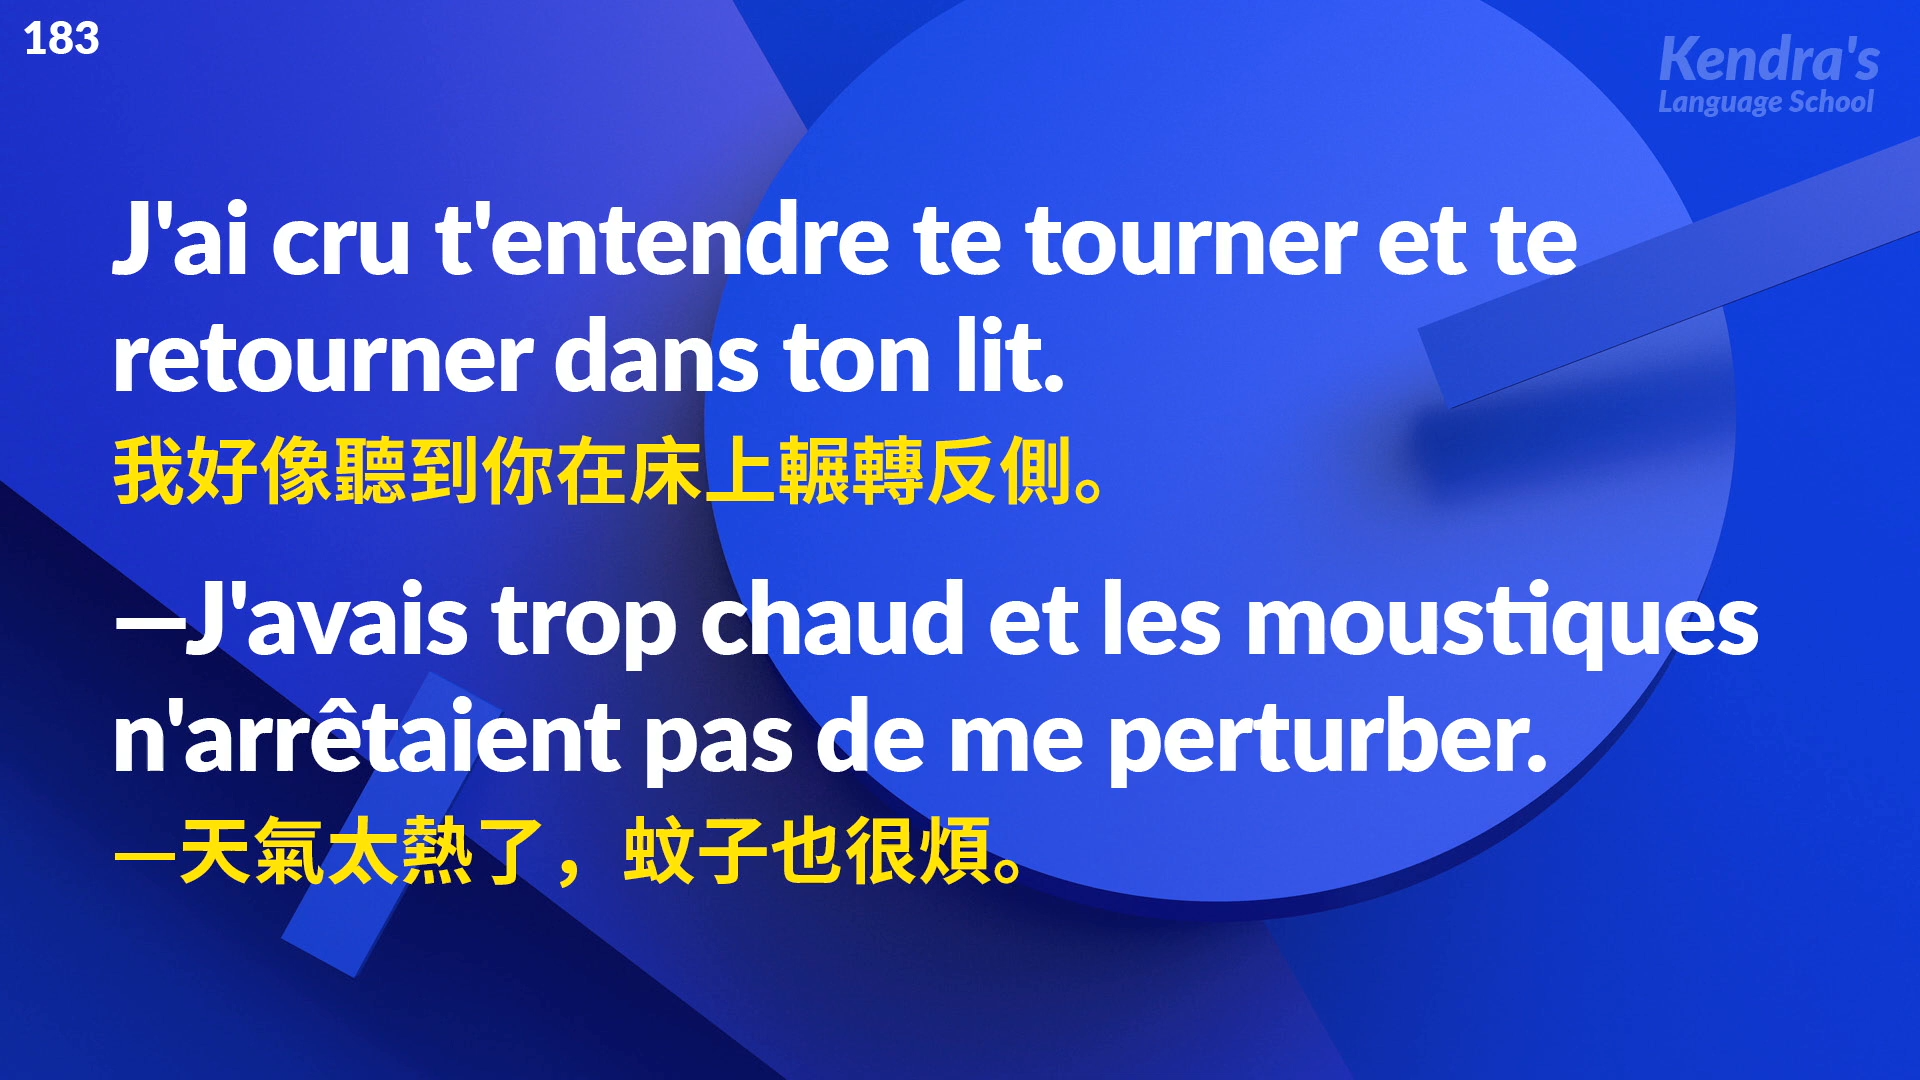 183
Kendra's
Language School
J'ai cru t'entendre te tourner et te
retourner dans ton lit.
我好像聽到你在床上輾轉反側。
—J'avais trop chaud et les moustiques
n'arrêtaient pas de me perturber.
—天氣太熱了，蚊子也很煩。